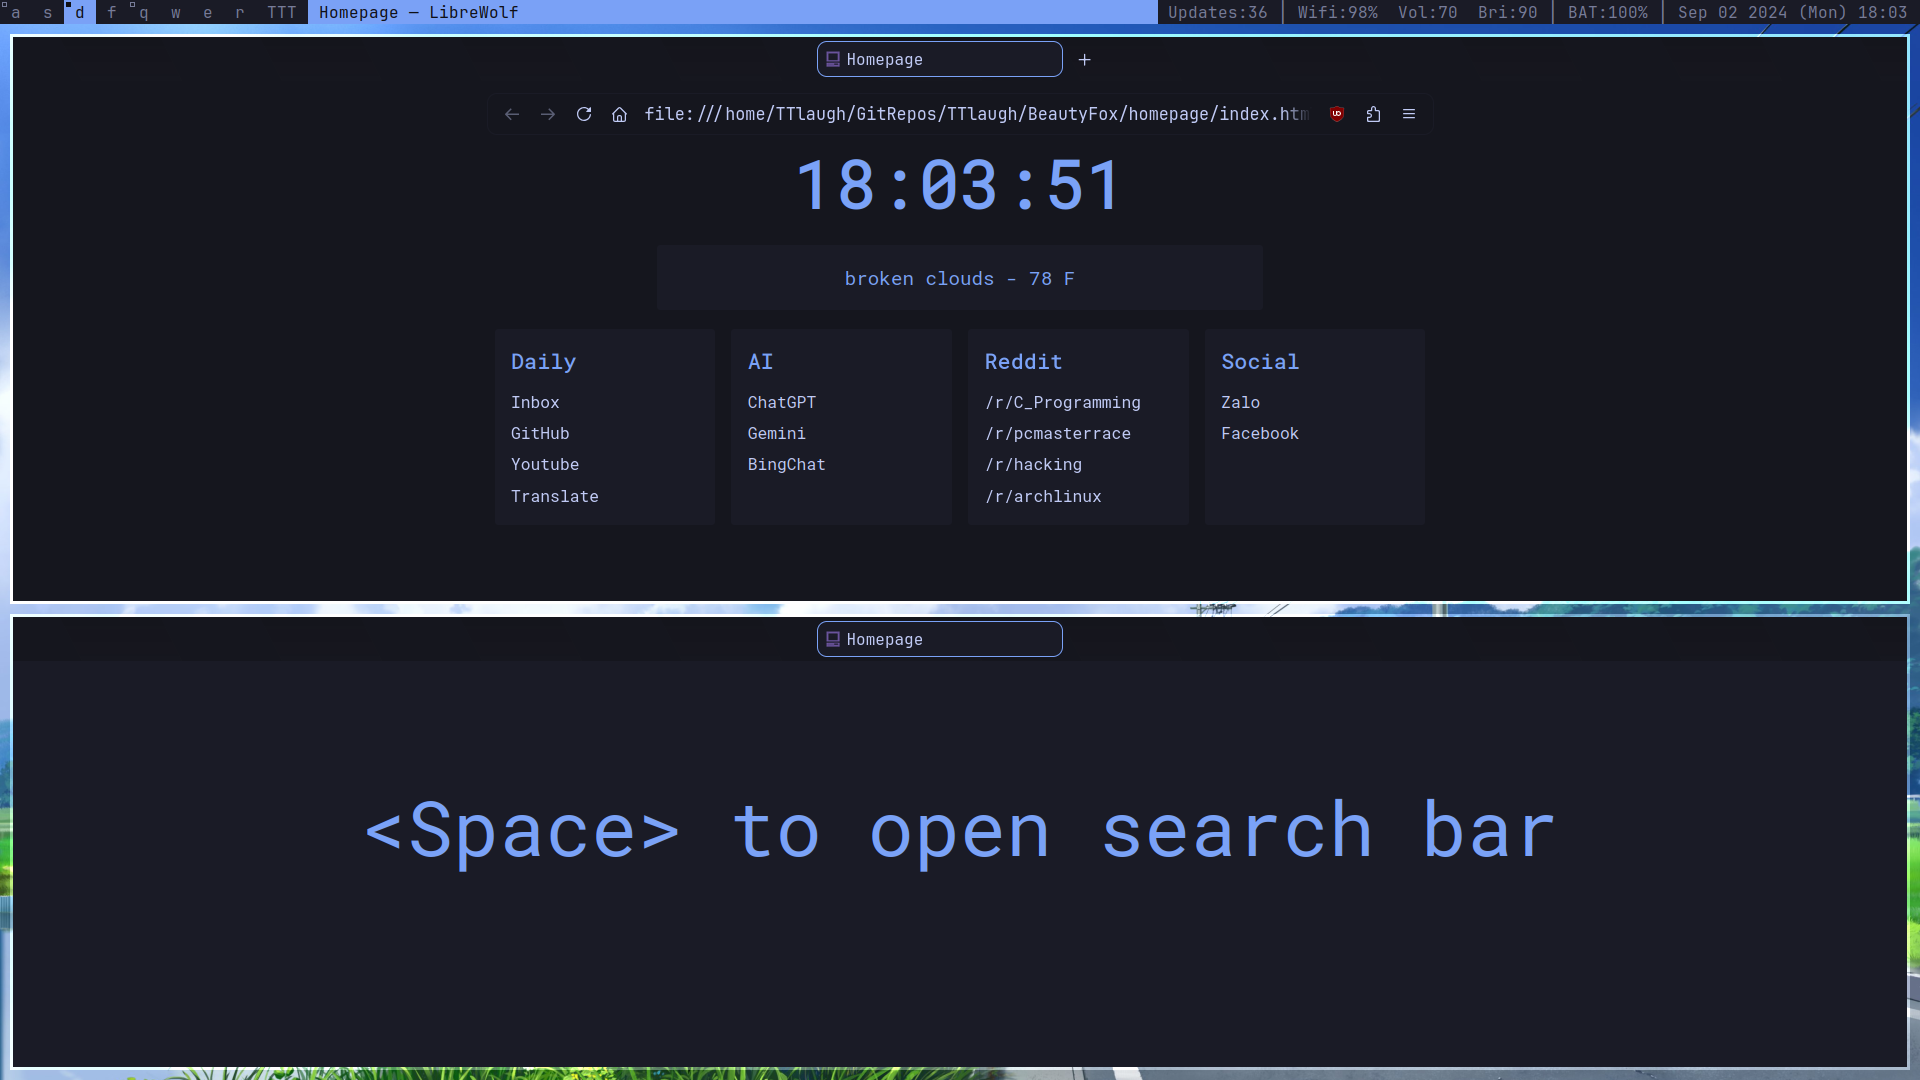 a s d f q w e r TTT Homepage — LibreWolf Updates:36 Wifi:98% Vol:70 Bri:90 BAT:100% Sep 02 2024 (Mon) 18:03
Homepage +
file:///home/TTlaugh/GitRepos/TTlaugh/BeautyFox/homepage/index.htm
18:03:51
broken clouds - 78 F
Daily
Inbox
GitHub
Youtube
Translate
AI
ChatGPT
Gemini
BingChat
Reddit
/r/C_Programming
/r/pcmasterrace
/r/hacking
/r/archlinux
Social
Zalo
Facebook
Homepage
<Space> to open search bar